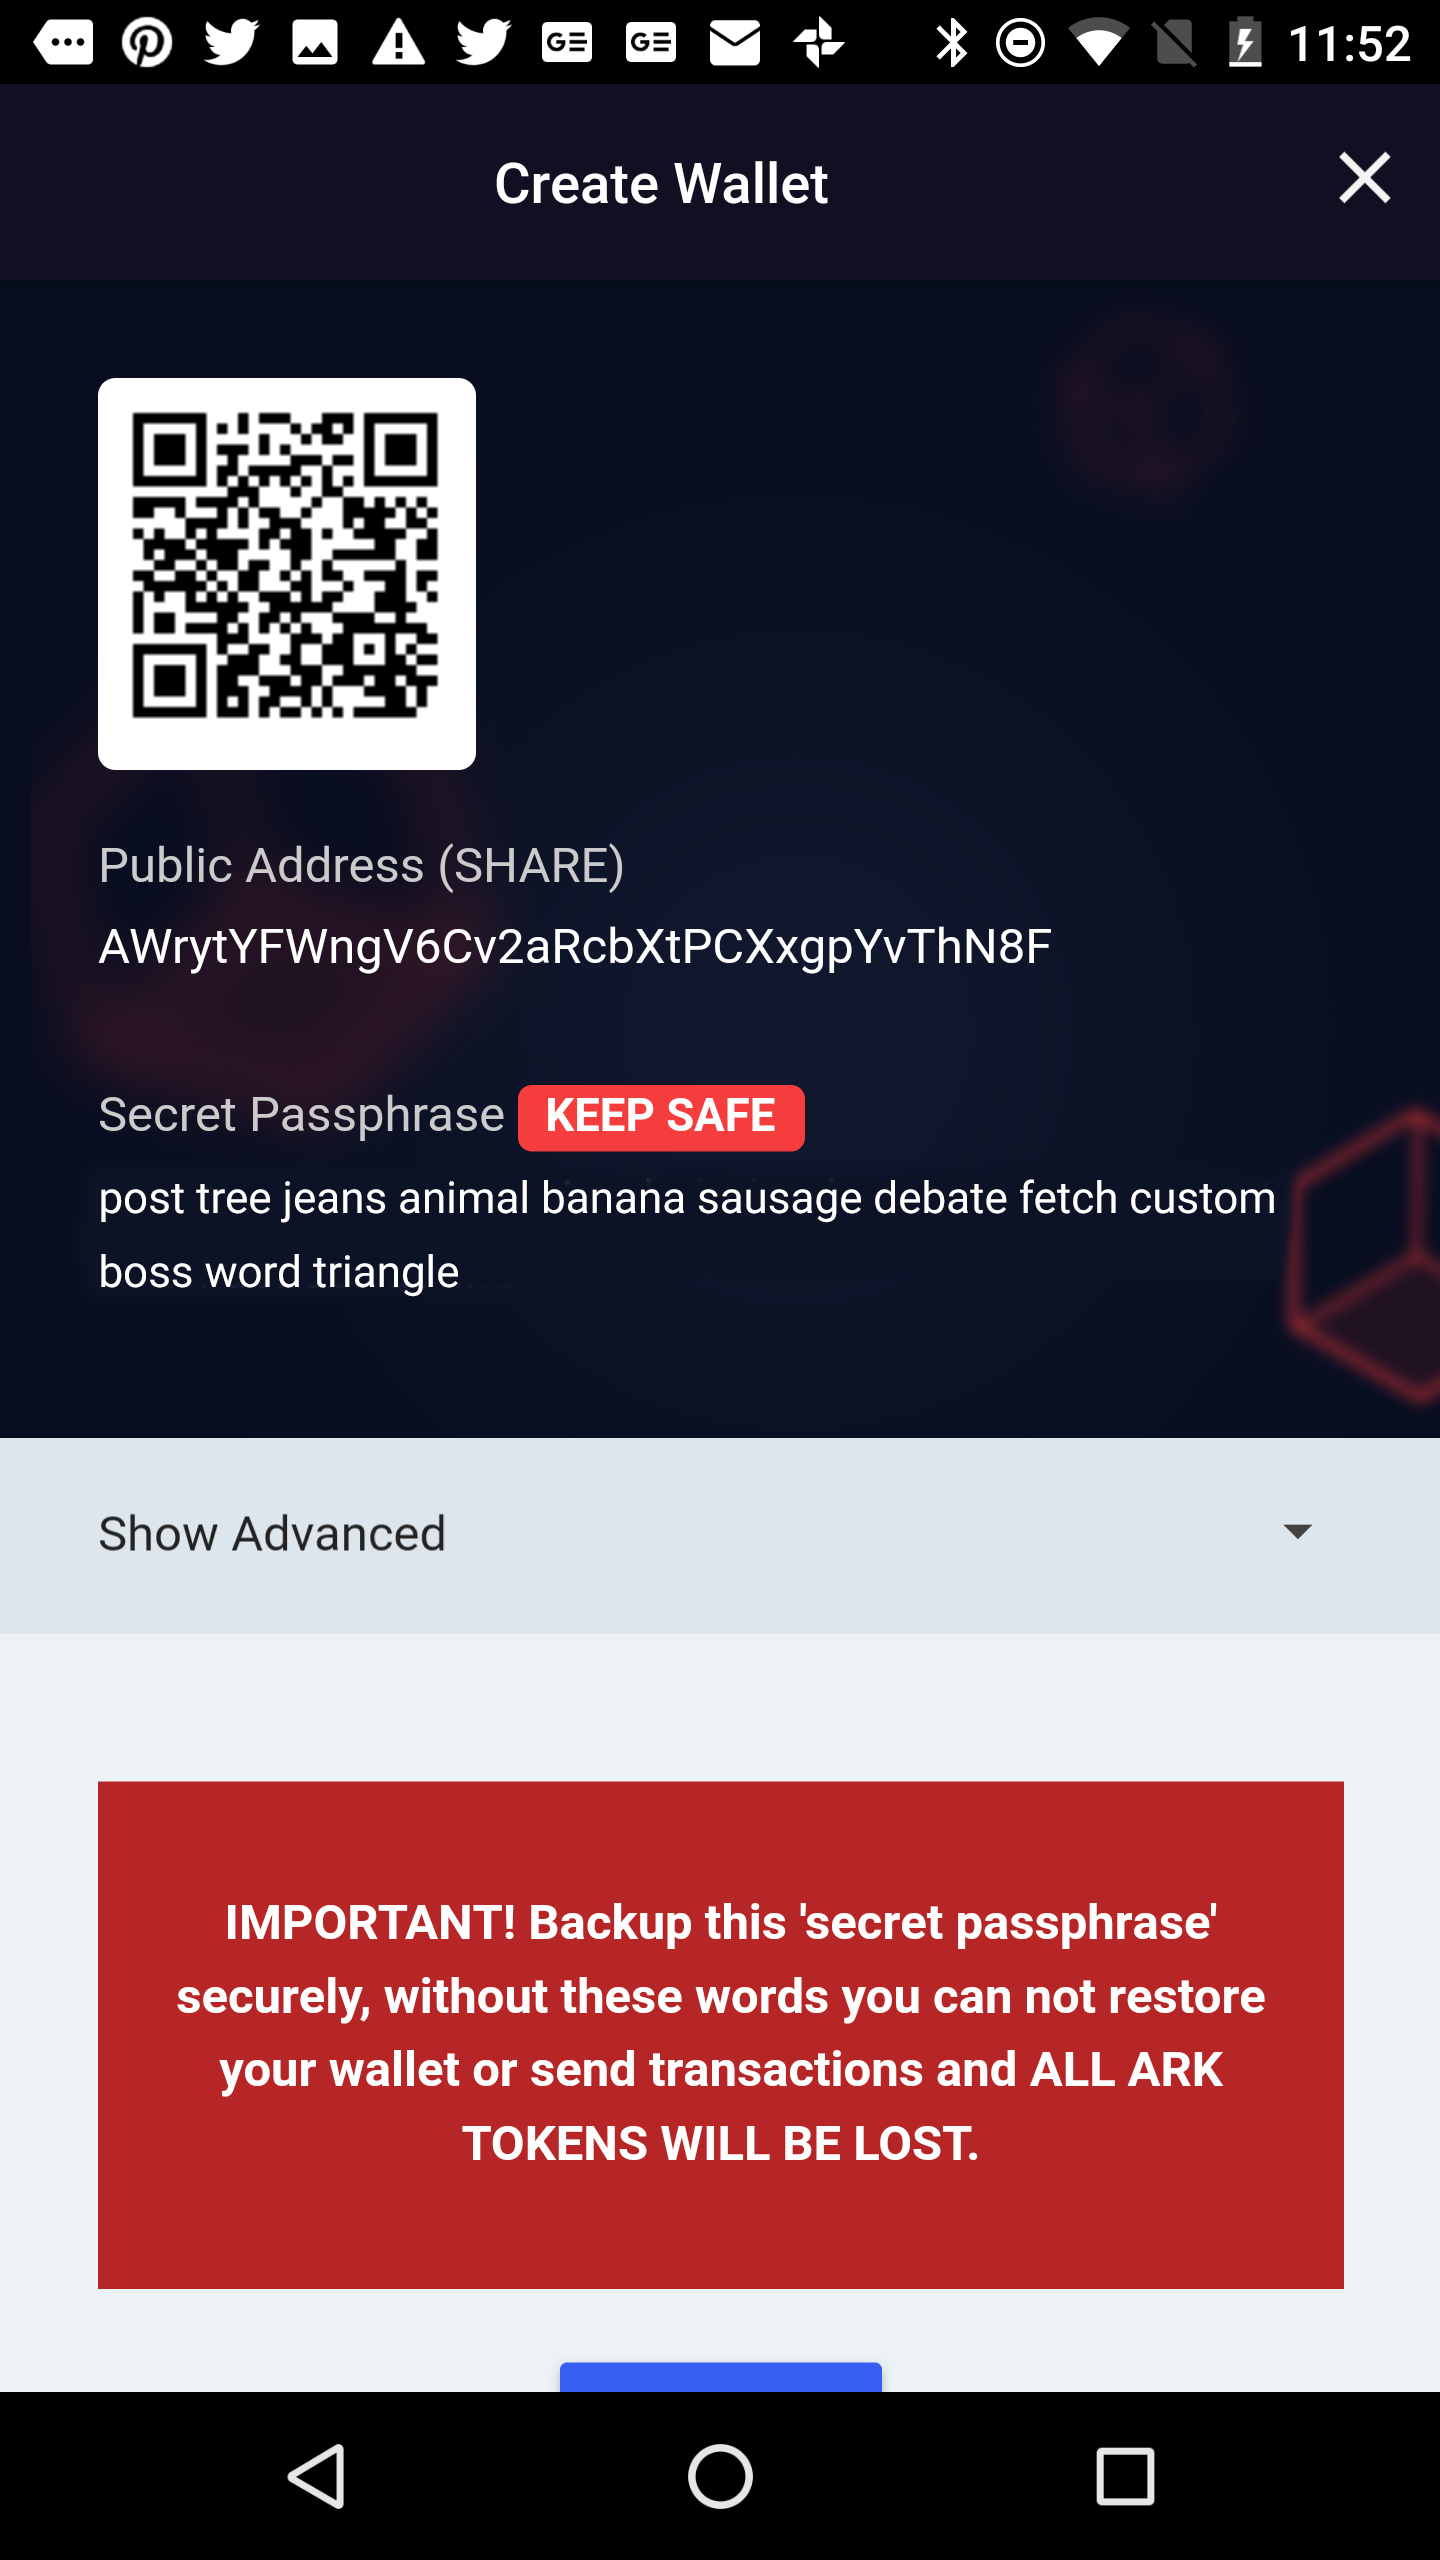 11:52
Create Wallet
Public Address (SHARE)
AWrytYFWngV6Cv2aRcbXtPCXxgpYvThN8F
Secret Passphrase KEEP SAFE
post tree jeans animal banana sausage debate fetch custom
boss word triangle
Show Advanced
IMPORTANT! Backup this 'secret passphrase'
securely, without these words you can not restore
your wallet or send transactions and ALL ARK
TOKENS WILL BE LOST.